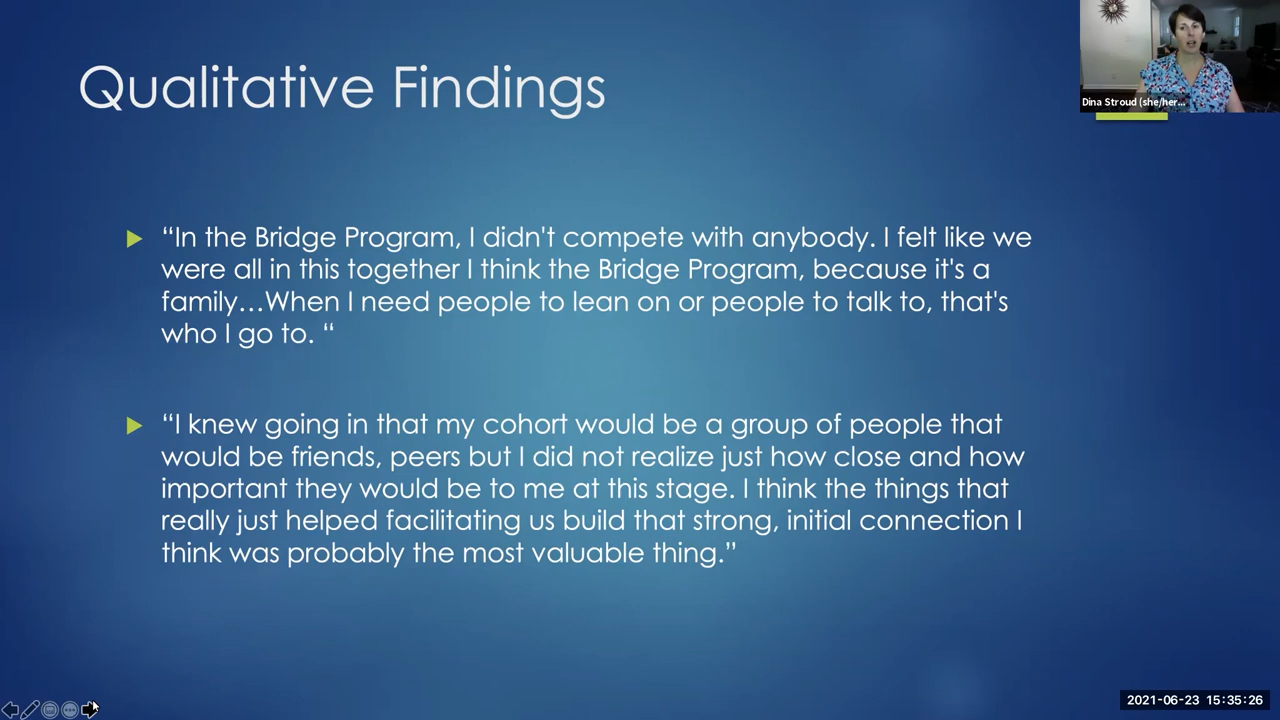 Qualitative Findings
Dina Stroud (she/her...
“In the Bridge Program, I didn't compete with anybody. I felt like we
were all in this together I think the Bridge Program, because it's a
family…When I need people to lean on or people to talk to, that's
who I go to. “
“I knew going in that my cohort would be a group of people that
would be friends, peers but I did not realize just how close and how
important they would be to me at this stage. I think the things that
really just helped facilitating us build that strong, initial connection I
think was probably the most valuable thing.”
2021-06-23 15:35:26